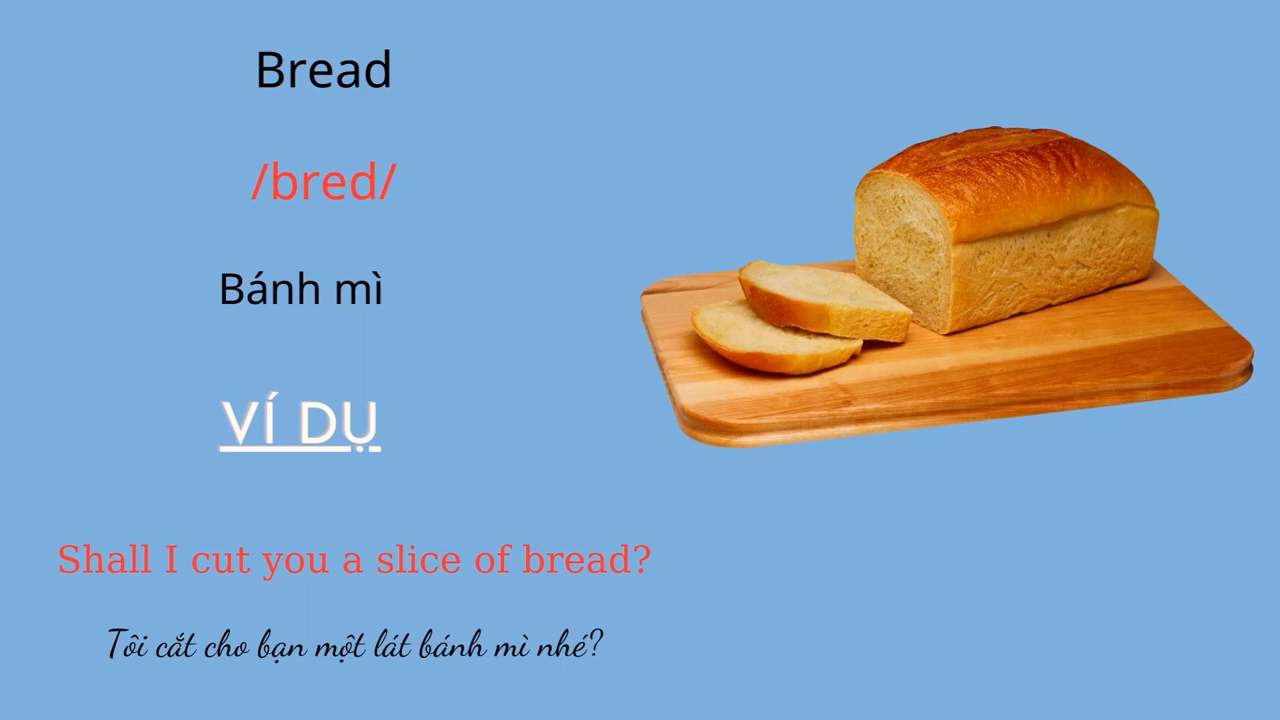 Bread
/bred/
Bánh mì
VÍ DỤ
Shall I cut you a slice of bread?
Tôi cắt cho bạn một lát bánh mì nhé?